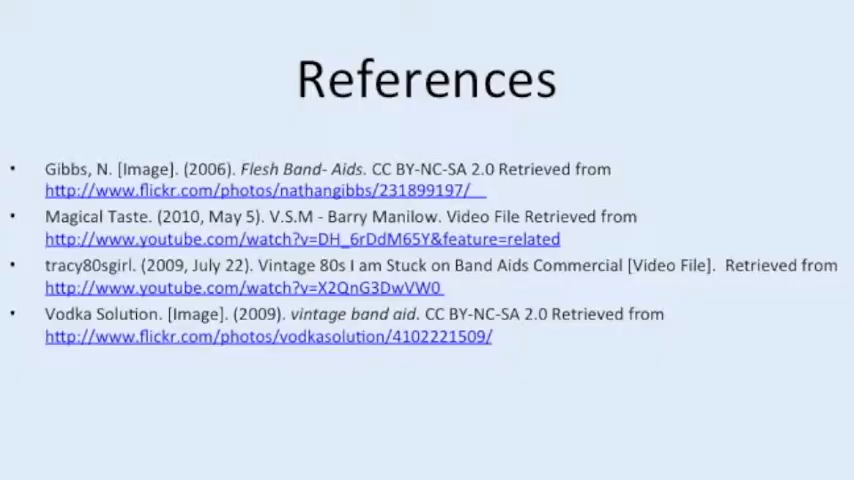 References
• Gibbs, N. [Image]. (2006). Flesh Band- Aids. CC BY-NC-SA 2.0 Retrieved from
http://www.flickr.com/photos/nathangibbs/231899197/
• Magical Taste. (2010, May 5). V.S.M - Barry Manilow. Video File Retrieved from
http://www.youtube.com/watch?v=DH_6rDdM65Y&feature=related
• tracy80sgirl. (2009, July 22). Vintage 80s I am Stuck on Band Aids Commercial [Video File]. Retrieved from
http://www.youtube.com/watch?v=X2QnG3DwVW0
• Vodka Solution. [Image]. (2009). vintage band aid. CC BY-NC-SA 2.0 Retrieved from
http://www.flickr.com/photos/vodkasolution/4102221509/